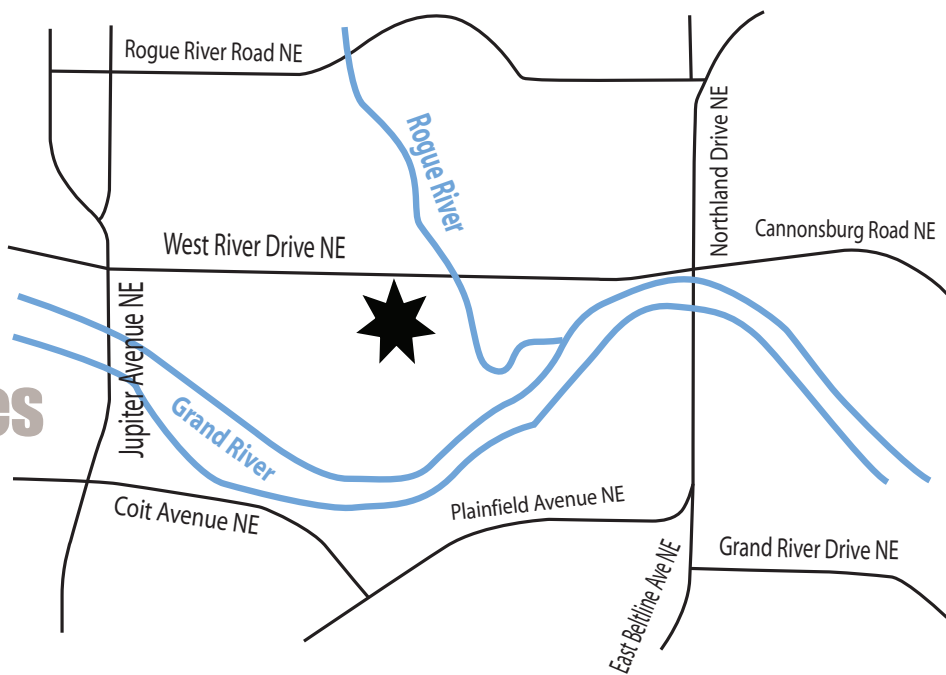 Rogue River Road NE
Rogue River
Northland Drive NE
Cannonsburg Road NE
West River Drive NE
Jupiter Avenue NE
es
Grand River
Coit Avenue NE
Plainfield Avenue NE
Grand River Drive NE
East Beltline Ave NE